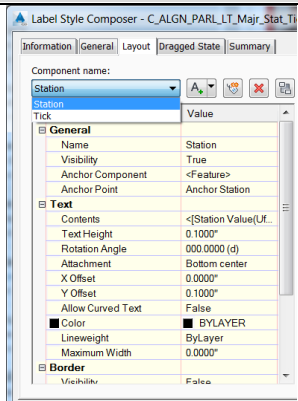 Label Style Composer - C_ALGN_PARL_LT_Majr_Stat_Ti
Information General Layout Dragged State Summary
Component name:
Station
Station
Tick
Value
General
Name Station
Visibility True
Anchor Component <Feature>
Anchor Point Anchor Station
Text
Contents <[Station Value(Uf...
Text Height 0.1000"
Rotation Angle 000.0000 (d)
Attachment Bottom center
X Offset 0.0000"
Y Offset 0.1000"
Allow Curved Text False
Color BYLAYER
Lineweight ByLayer
Maximum Width 0.0000"
Border
Visibility False